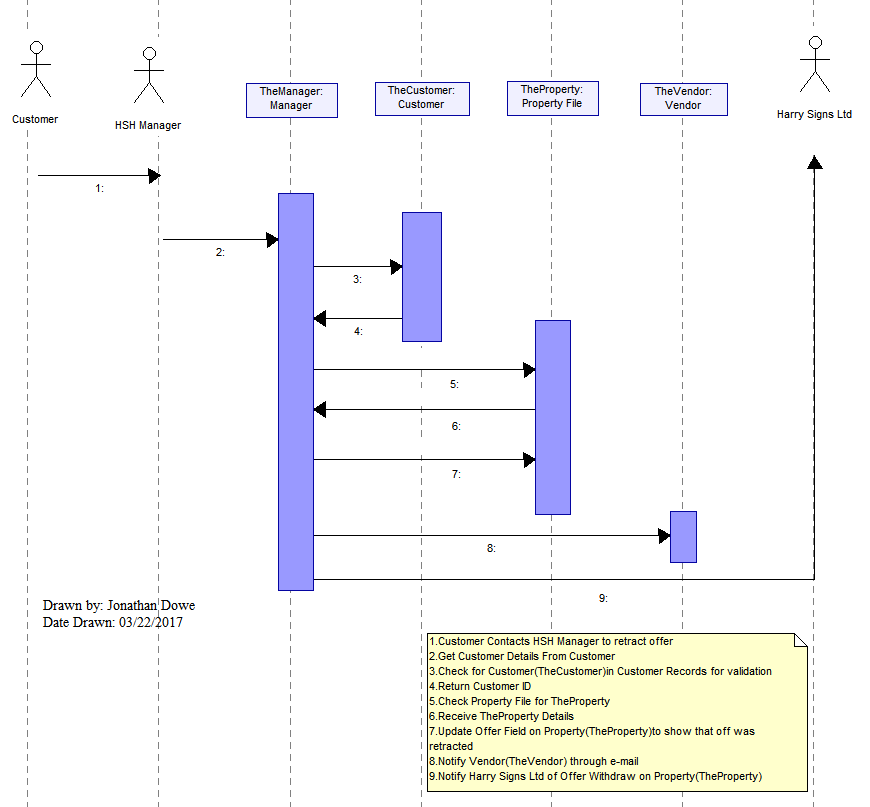 Customer
HSH Manager
TheManager:
Manager
TheCustomer:
Customer
TheProperty:
Property File
TheVendor:
Vendor
Harry Signs Ltd
1:
2:
3:
4:
5:
6:
7:
8:
9:
Drawn by: Jonathan Dowe
Date Drawn: 03/22/2017
1.Customer Contacts HSH Manager to retract offer
2.Get Customer Details From Customer
3.Check for Customer(TheCustomer)in Customer Records for validation
4.Return Customer ID
5.Check Property File for TheProperty
6.Receive TheProperty Details
7.Update Offer Field on Property(TheProperty)to show that off was
retracted
8.Notify Vendor(TheVendor) through e-mail
9.Notify Harry Signs Ltd of Offer Withdraw on Property(TheProperty)